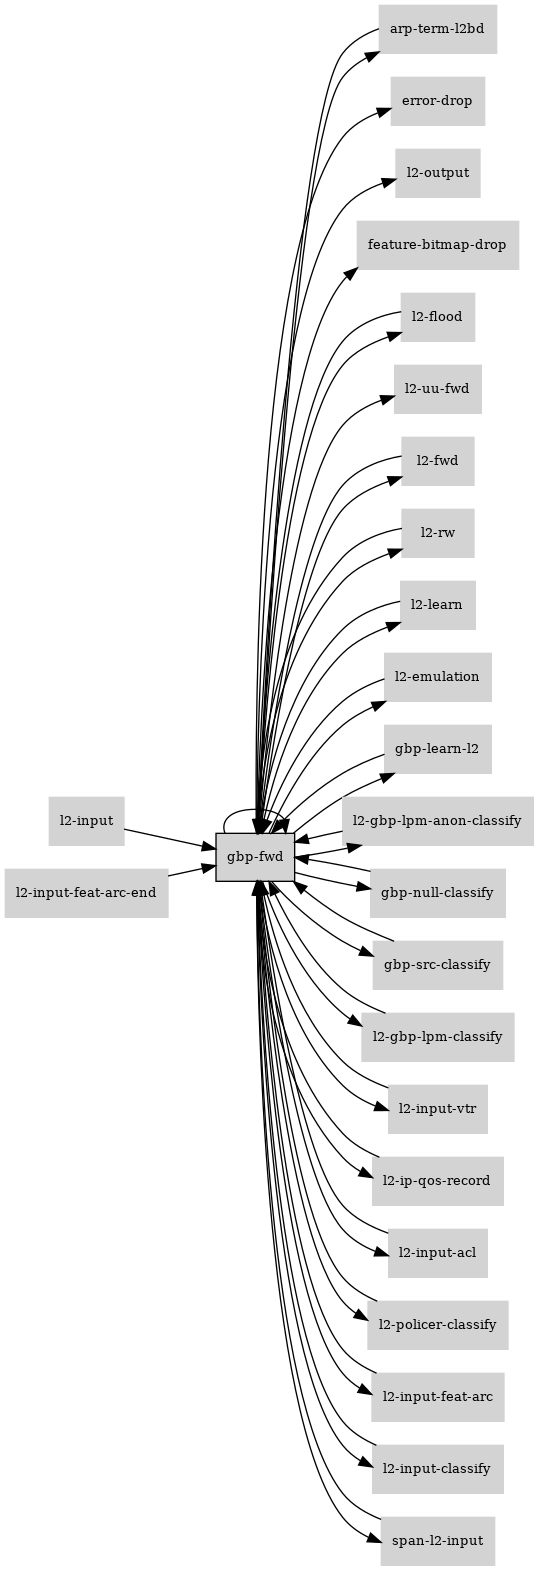 arp-term-l2bd
error-drop
l2-output
feature-bitmap-drop
l2-flood
l2-uu-fwd
l2-fwd
l2-rw
l2-learn
l2-emulation
gbp-learn-l2
l2-input
l2-gbp-lpm-anon-classify
gbp-fwd
l2-input-feat-arc-end
gbp-null-classify
gbp-src-classify
l2-gbp-lpm-classify
l2-input-vtr
l2-ip-qos-record
l2-input-acl
l2-policer-classify
l2-input-feat-arc
l2-input-classify
span-l2-input